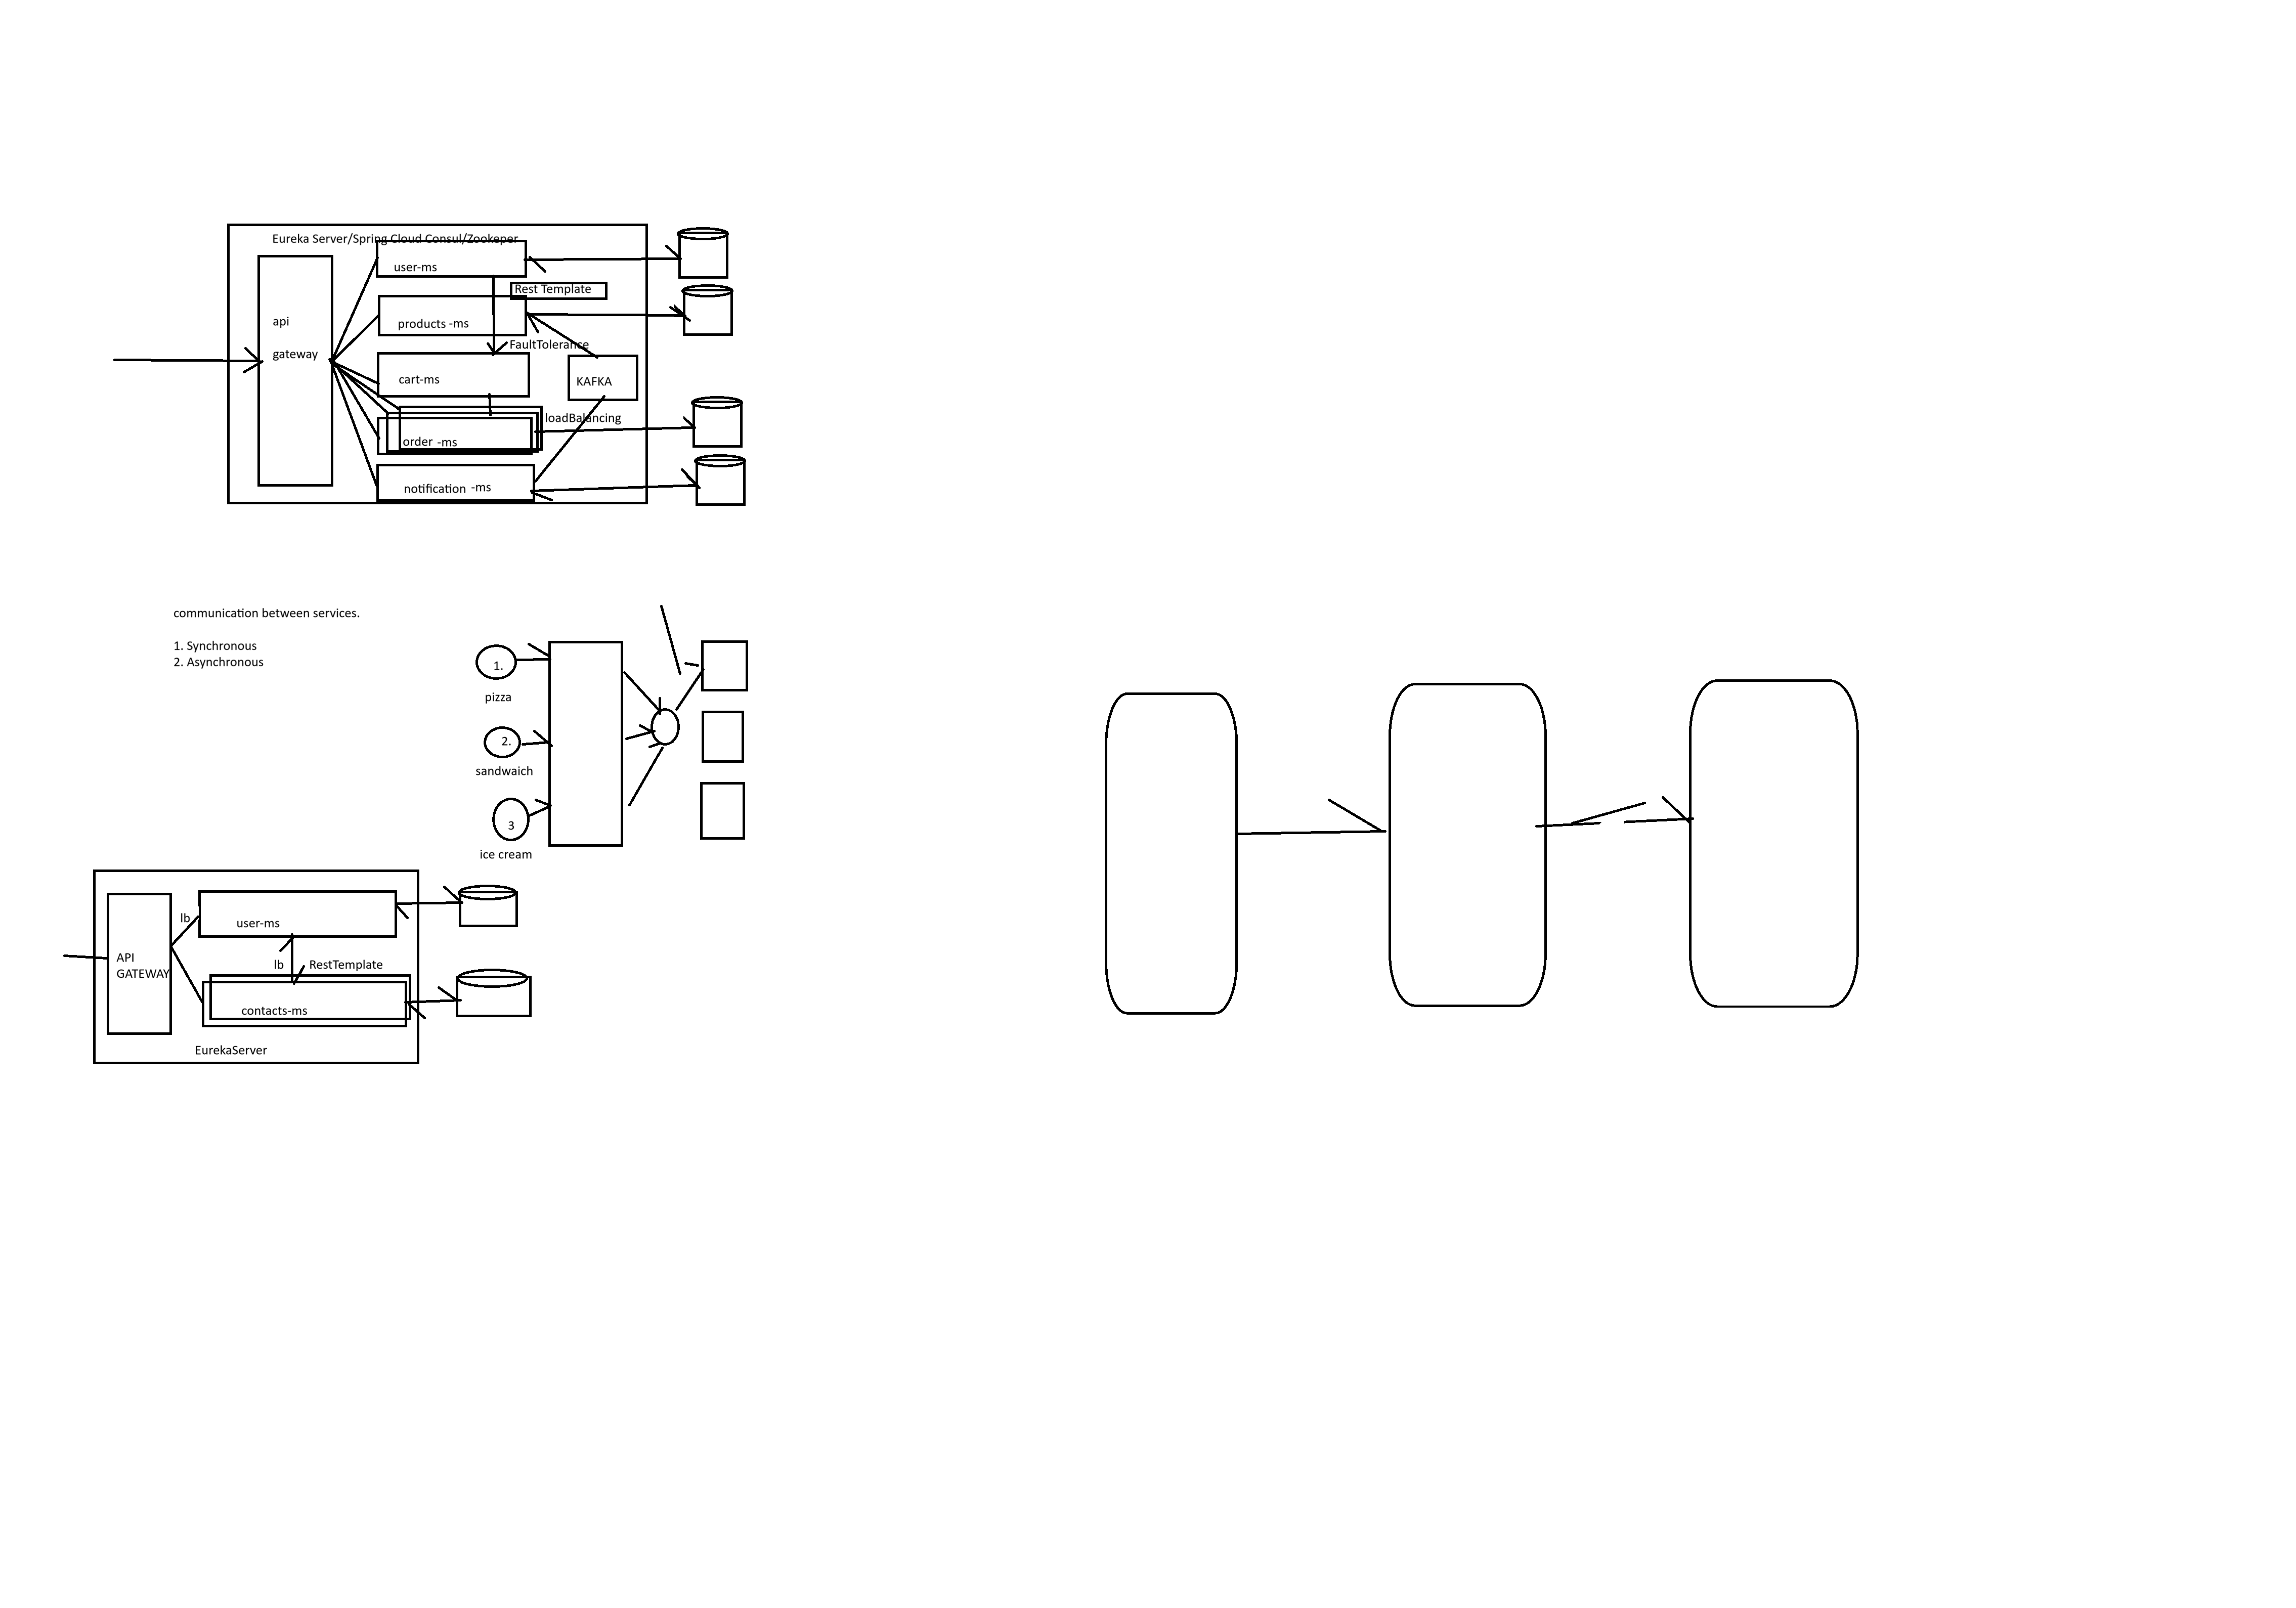 Eureka Server/Spring Cloud Consul/Zookeper
user-ms
Rest Template
api
products -ms
FaultTolerance
gateway
cart-ms
KAFKA
loadBalancing
order -ms
notification -ms
communication between services.
1. Synchronous
2. Asynchronous
1.
pizza
2.
sandwaich
3
ice cream
lb
user-ms
API
GATEWAY
lb
RestTemplate
contacts-ms
EurekaServer